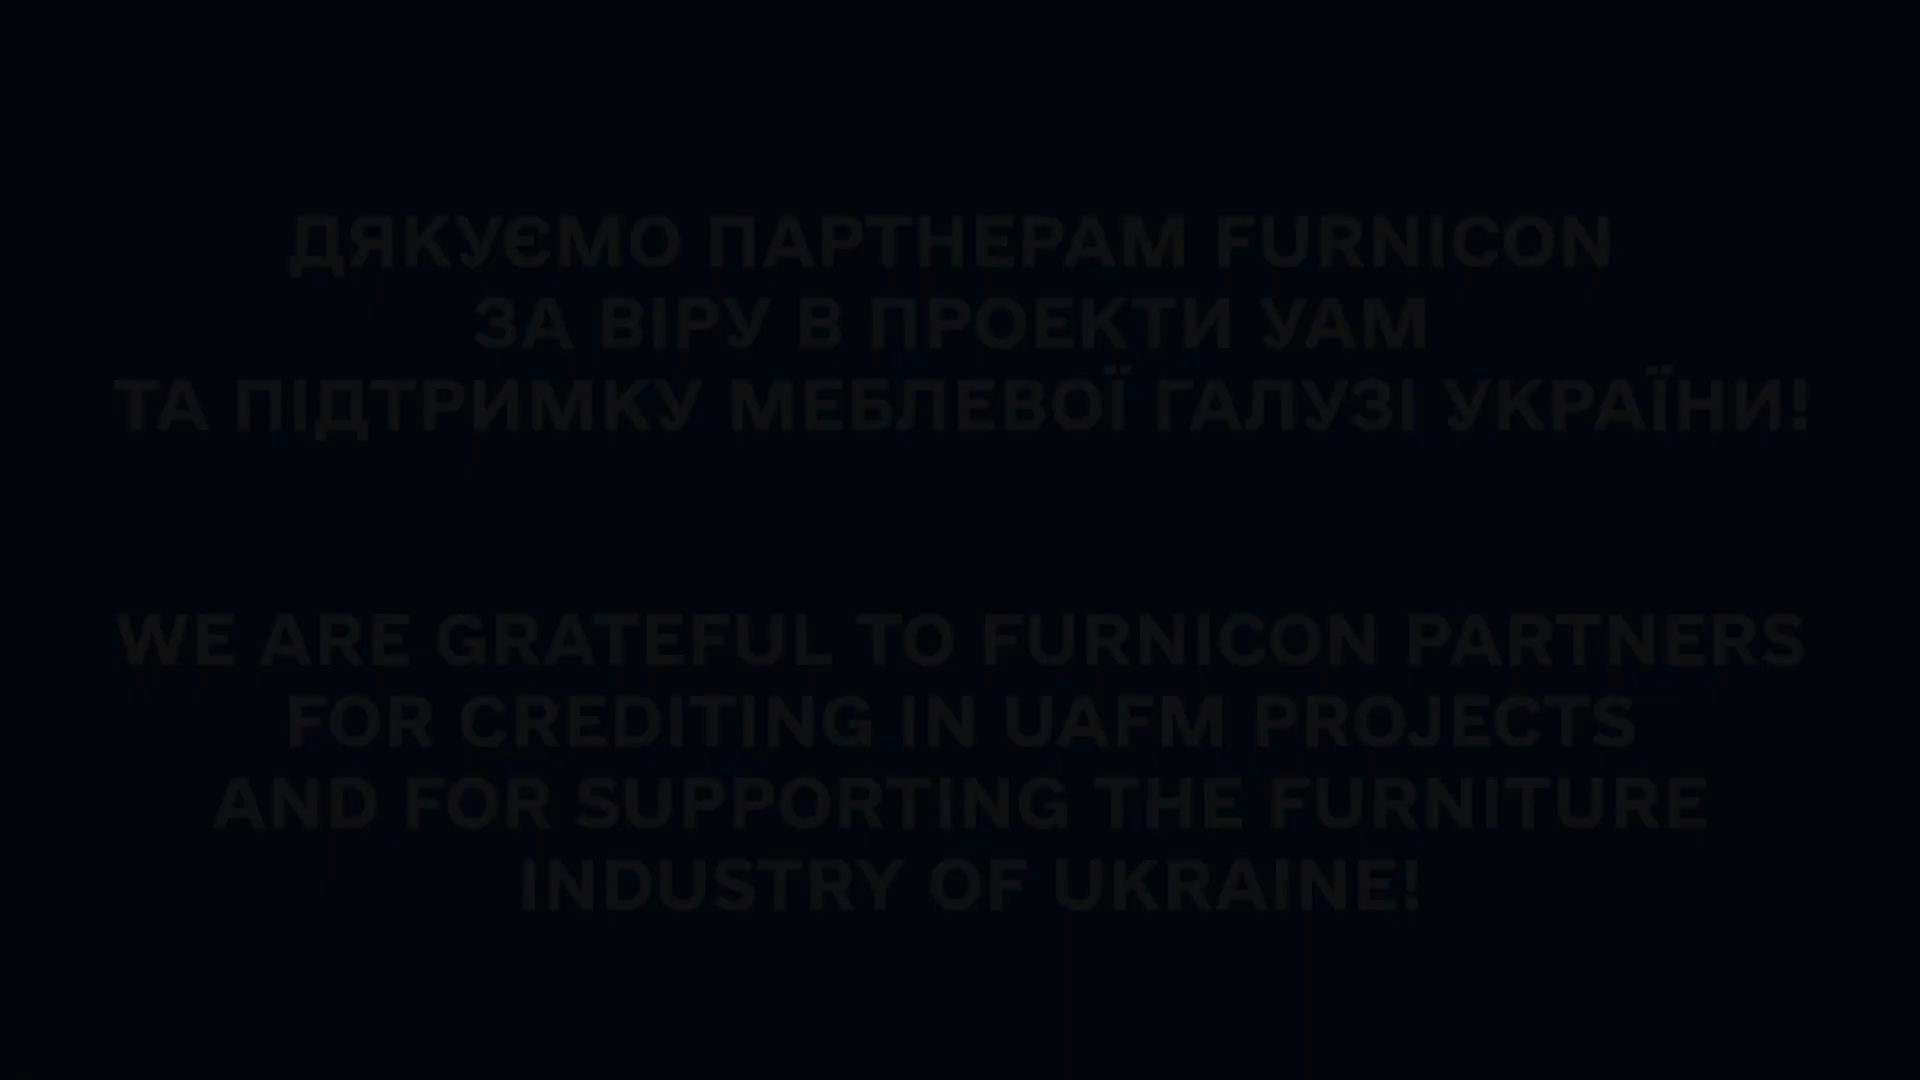 ДЯКУЄМО ПАРТНЕРАМ FURNICON
ЗА ВІРУ В ПРОЕКТИ УАМ
ТА ПІДТРИМКУ МЕБЛЕВОЇ ГАЛУЗІ УКРАЇНИ!
WE ARE GRATEFUL TO FURNICON PARTNERS
FOR CREDITING IN UAFM PROJECTS
AND FOR SUPPORTING THE FURNITURE
INDUSTRY OF UKRAINE!